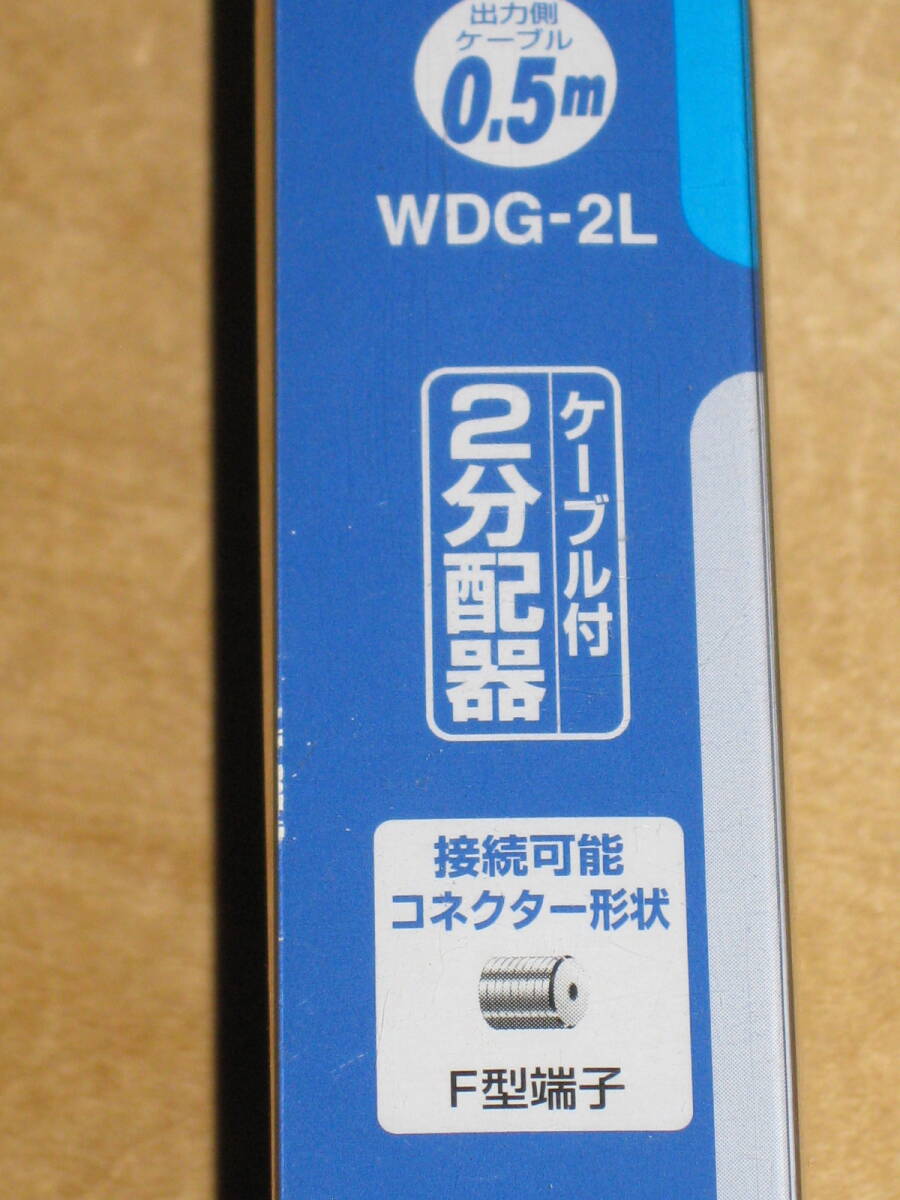 出力側
ケーブル
0.5m
WDG-2L
ケーブル付
2分配器
接続可能
コネクター形状
F型端子